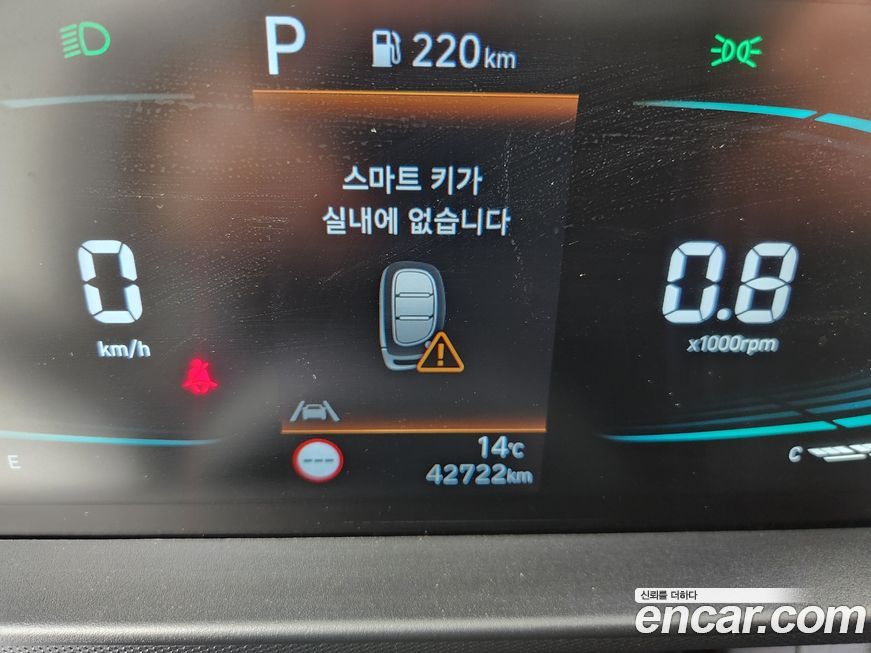 P
220km
스마트 키가
실내에 없습니다
0
km/h
0.8
x1000rpm
14℃
E
---
42722km
C
신뢰를 더하다
encar.com